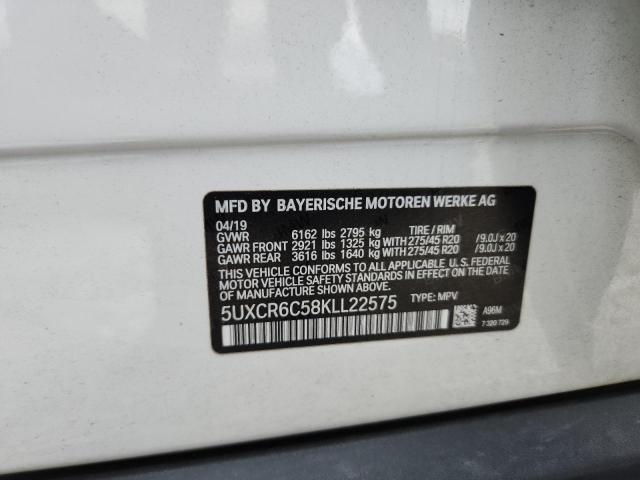 MFD BY BAYERISCHE MOTOREN WERKE AG
04/19
GVWR 6162 lbs 2795 kg TIRE / RIM
GAWR FRONT 2921 lbs 1325 kg WITH 275/45 R20 /9.0J x 20
GAWR REAR 3616 lbs 1640 kg WITH 275/45 R20 /9.0J x 20
THIS VEHICLE CONFORMS TO ALL APPLICABLE U. S. FEDERAL
MOTOR VEHICLE SAFETY STANDARDS IN EFFECT ON THE DATE
OF MANUFACTURE SHOWN ABOVE.
5UXCR6C58KLL22575 TYPE: MPV
A96M
7 320 729